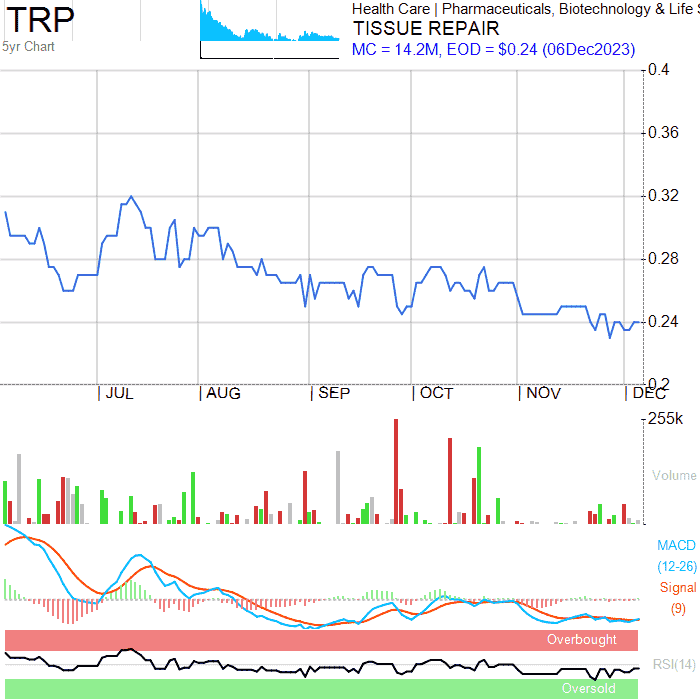 TRP
5yr Chart
Health Care | Pharmaceuticals, Biotechnology & Life S
TISSUE REPAIR
MC = 14.2M, EOD = $0.24 (06Dec2023)
0.4
0.36
0.32
0.28
0.24
0.2
JUL
AUG
SEP
OCT
NOV
DEC
255k
Volume
MACD
(12-26)
Signal
(9)
Overbought
RSI(14)
Oversold